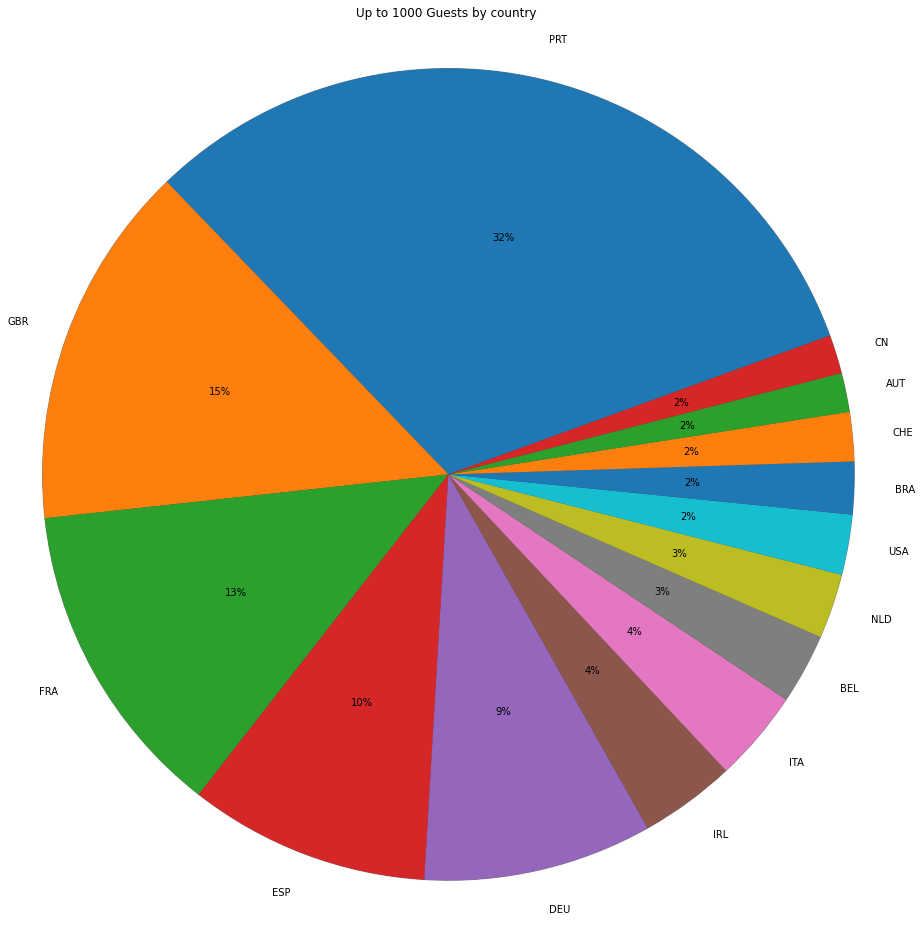 Up to 1000 Guests by country
PRT
32%
GBR
15%
FRA
13%
ESP
10%
DEU
9%
IRL
4%
ITA
4%
BEL
3%
NLD
3%
USA
2%
BRA
2%
CHE
2%
AUT
2%
CN
2%